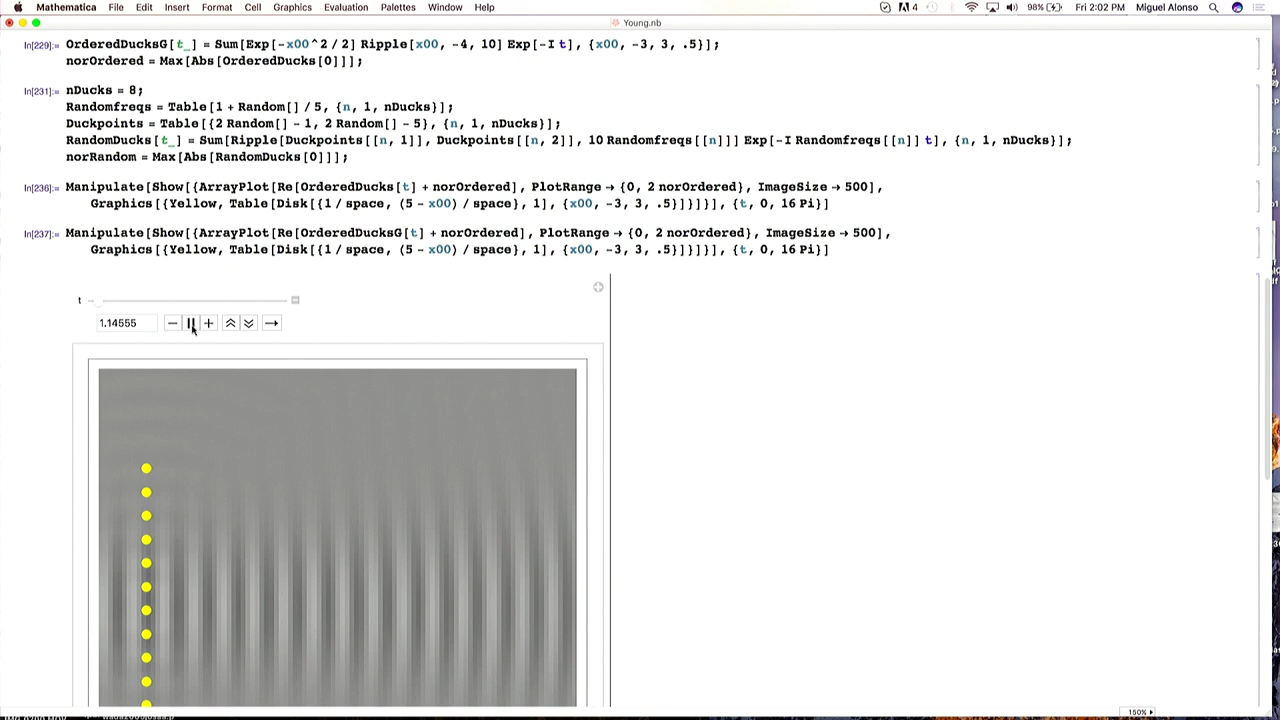 Mathematica File Edit Insert Format Cell Graphics Evaluation Palettes Window Help 4 98% Fri 2:02 PM Miguel Alonso
Young.nb
In[229]:= OrderedDucksG[t_] = Sum[Exp[-x00^2 / 2] Ripple[x00, -4, 10] Exp[-I t], {x00, -3, 3, .5}];
norOrdered = Max[Abs[OrderedDucks[0]]];
In[231]:= nDucks = 8;
Randomfreqs = Table[1 + Random[] / 5, {n, 1, nDucks}];
Duckpoints = Table[{2 Random[] - 1, 2 Random[] - 5}, {n, 1, nDucks}];
RandomDucks[t_] = Sum[Ripple[Duckpoints[[n, 1]], Duckpoints[[n, 2]], 10 Randomfreqs[[n]]] Exp[-I Randomfreqs[[n]] t], {n, 1, nDucks}];
norRandom = Max[Abs[RandomDucks[0]]];
In[236]:= Manipulate[Show[{ArrayPlot[Re[OrderedDucks[t] + norOrdered], PlotRange → {0, 2 norOrdered}, ImageSize → 500],
Graphics[{Yellow, Table[Disk[{1 / space, (5 - x00) / space}, 1], {x00, -3, 3, .5}]}]}], {t, 0, 16 Pi}]
In[237]:= Manipulate[Show[{ArrayPlot[Re[OrderedDucksG[t] + norOrdered], PlotRange → {0, 2 norOrdered}, ImageSize → 500],
Graphics[{Yellow, Table[Disk[{1 / space, (5 - x00) / space}, 1], {x00, -3, 3, .5}]}]}], {t, 0, 16 Pi}]
t
1.14555
150%